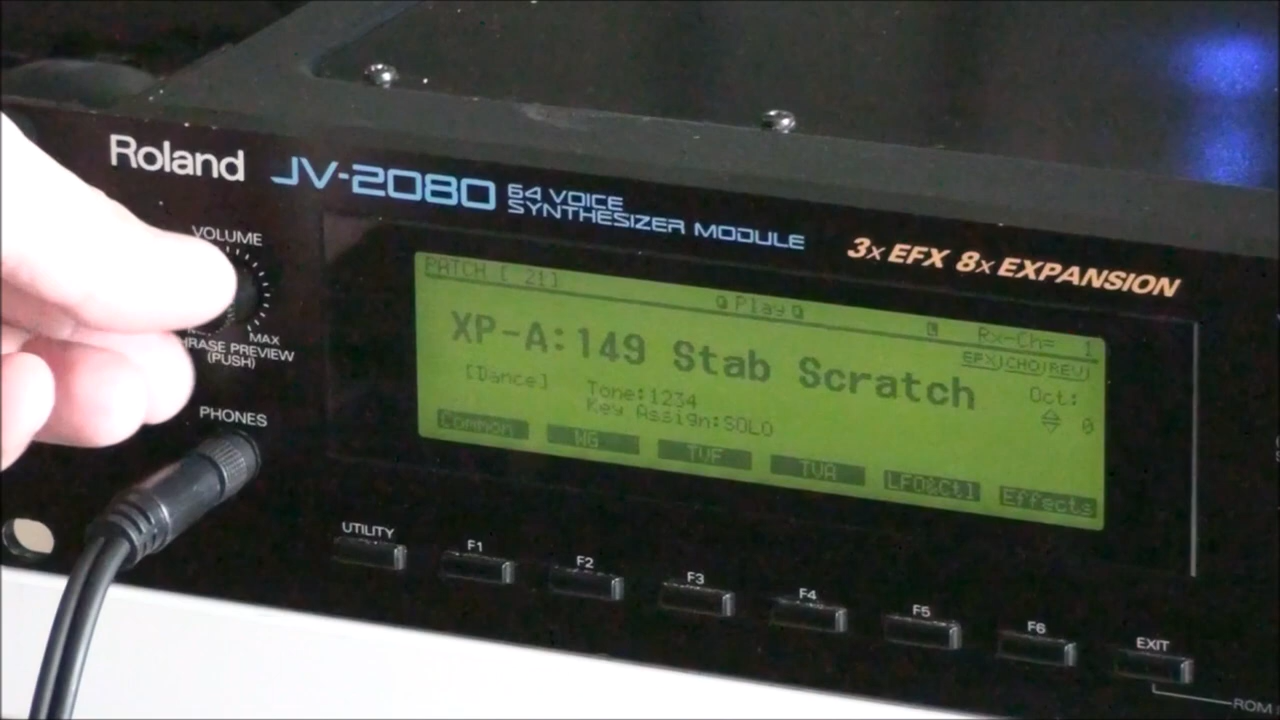 Roland JV-2080 64 VOICE
SYNTHESIZER MODULE
3x EFX 8x EXPANSION
VOLUME
MAX
PHRASE PREVIEW
(PUSH)
PHONES
PATCH [ 21] Play Rx-Ch= 1
XP-A:149 Stab Scratch
EFX(CHO(REV)
[Dance] Tone:1234 Oct:
Key Assign:SOLO 0
Common WG TVF TVA LFO&Ctl Effects
UTILITY F1 F2 F3 F4 F5 F6 EXIT
ROM